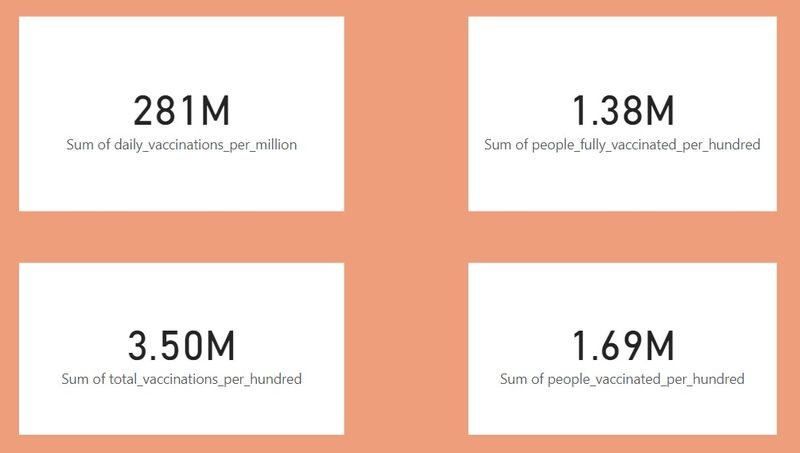 281M
Sum of daily_vaccinations_per_million
1.38M
Sum of people_fully_vaccinated_per_hundred
3.50M
Sum of total_vaccinations_per_hundred
1.69M
Sum of people_vaccinated_per_hundred